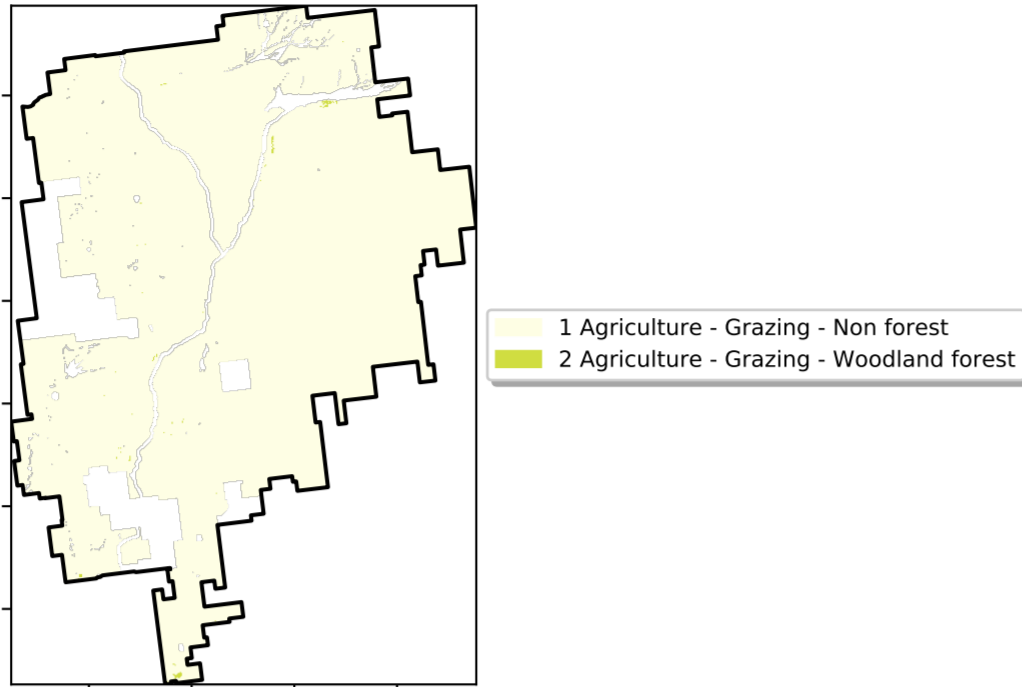 1 Agriculture - Grazing - Non forest
2 Agriculture - Grazing - Woodland forest